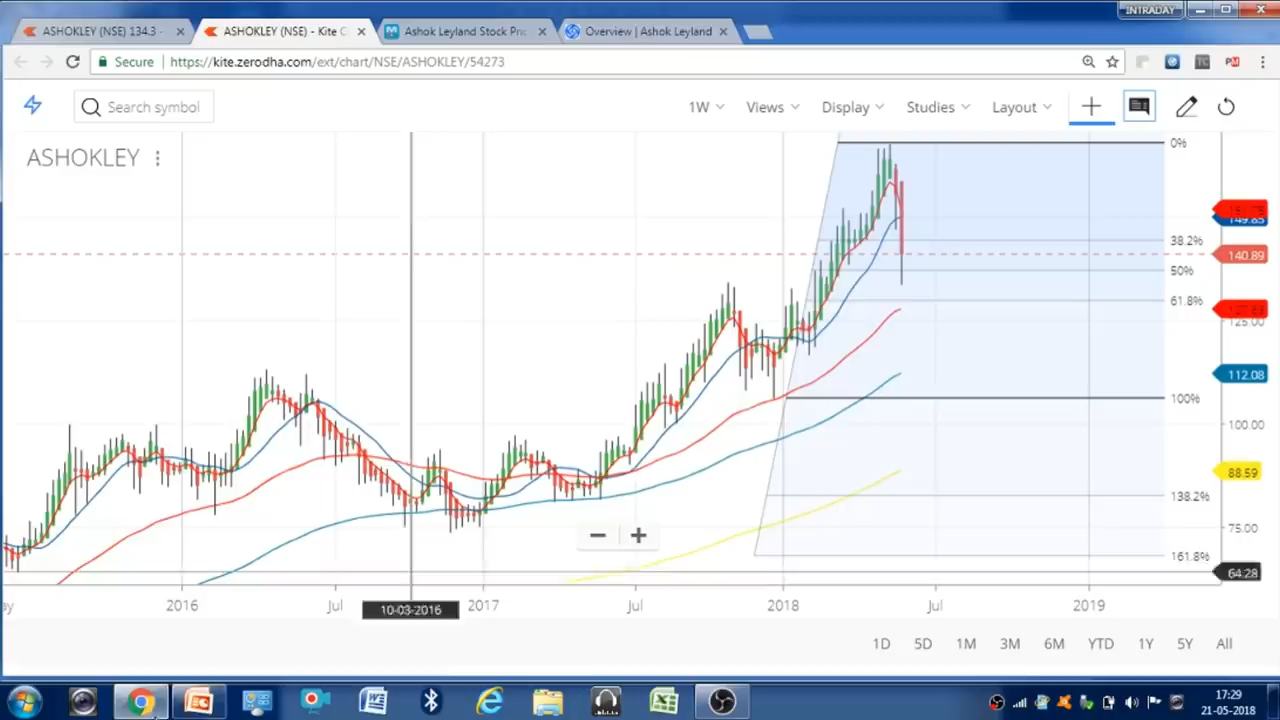 INTRADAY
ASHOKLEY (NSE) 134.3 -
ASHOKLEY (NSE) - Kite C
Ashok Leyland Stock Pric
Overview | Ashok Leyland
Secure
https://kite.zerodha.com/ext/chart/NSE/ASHOKLEY/54273
Search symbol
1W
Views
Display
Studies
Layout
ASHOKLEY
0%
149.85
38.2%
140.89
50%
61.8%
125.00
112.08
100%
100.00
88.59
138.2%
75.00
161.8%
64.28
2016
Jul
10-03-2016
2017
Jul
2018
Jul
2019
1D
5D
1M
3M
6M
YTD
1Y
5Y
All
17:29
21-05-2018